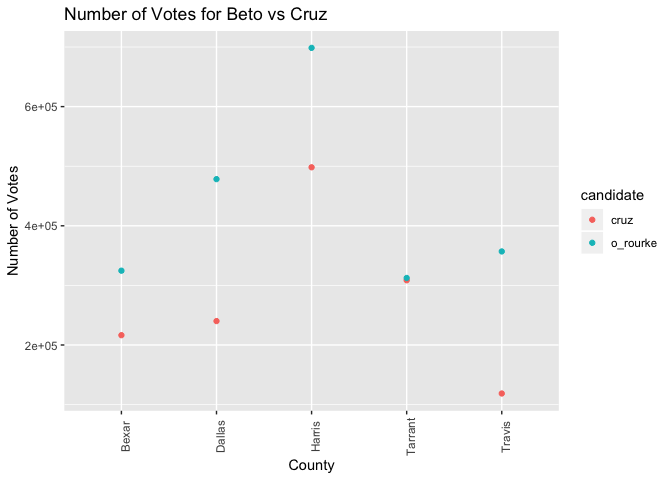 Number of Votes for Beto vs Cruz
Number of Votes
6e+05
4e+05
2e+05
Bexar
Dallas
Harris
Tarrant
Travis
County
candidate
cruz
o_rourke